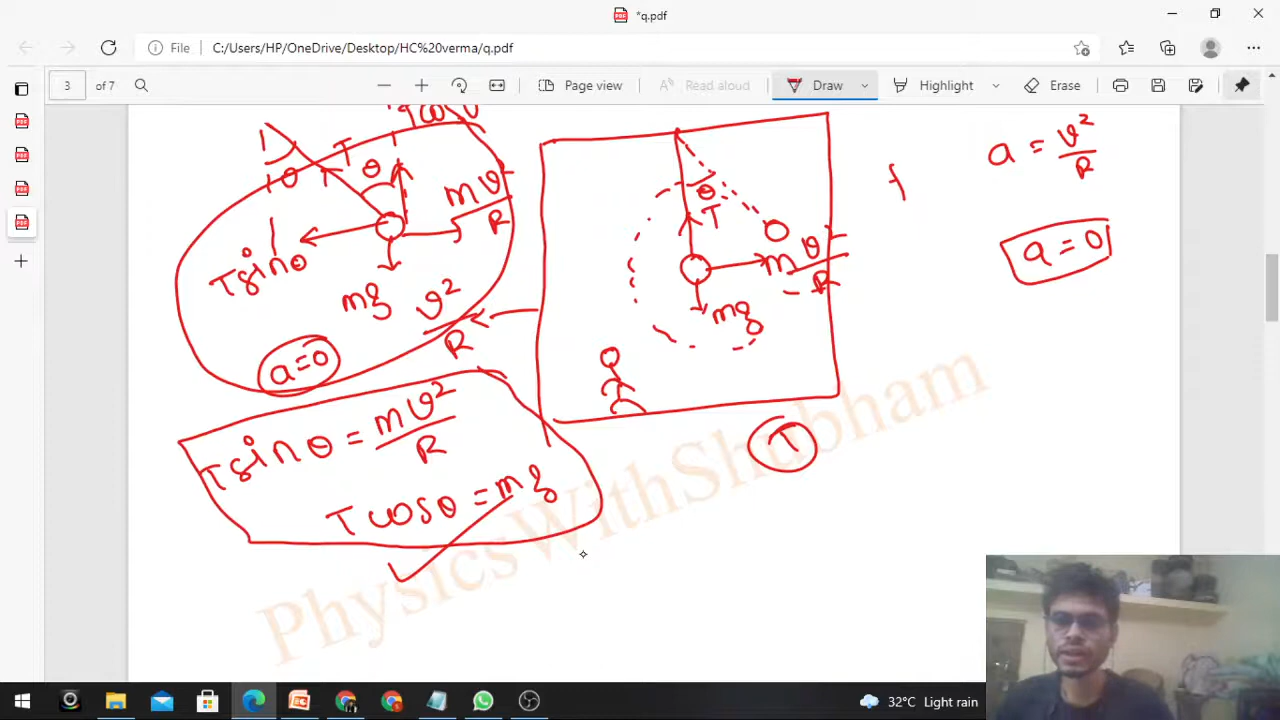 *q.pdf
File C:/Users/HP/OneDrive/Desktop/HC%20verma/q.pdf
3 of 7 Page view Read aloud Draw Highlight Erase
T θ
θ
mv²/R
T sinθ
mg
v²/R
a=0
T sinθ = mv²/R
T cosθ = mg
θ
T
mv²/R
mg
T
a = v²/R
a=0
PhysicsWithShubham
32°C Light rain